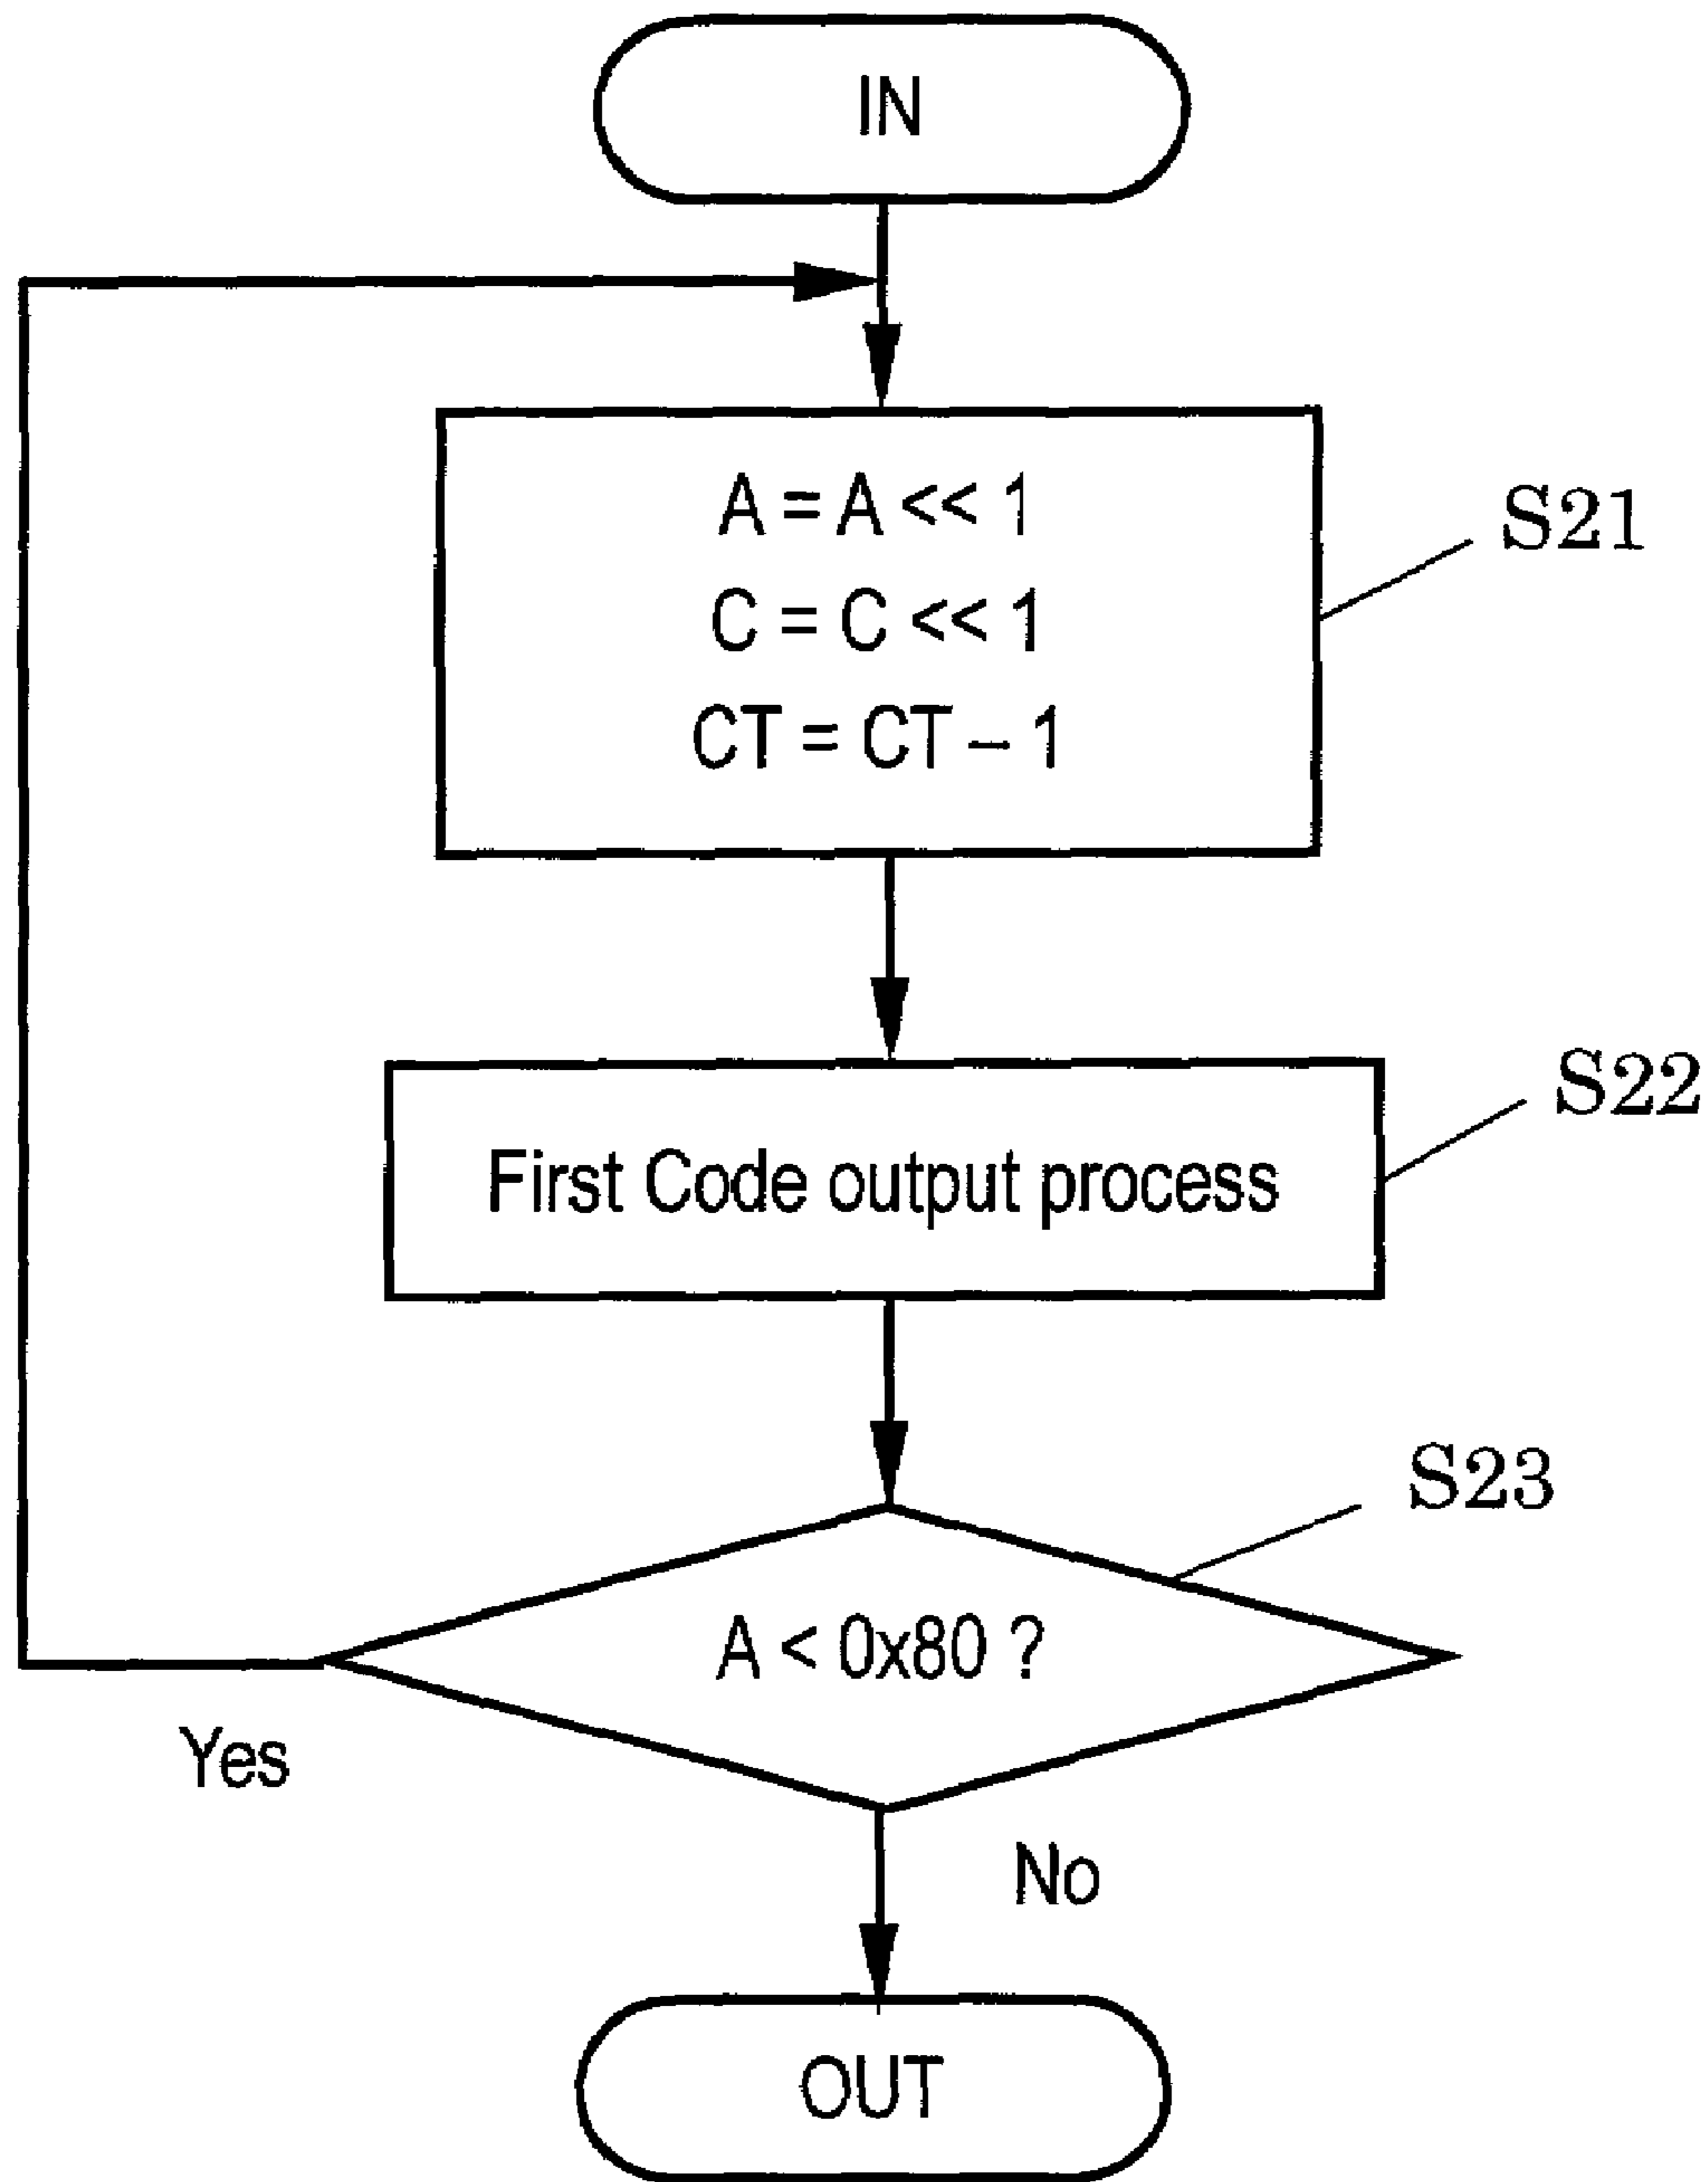 IN
A = A << 1
C = C << 1
CT = CT – 1
S21
First Code output process
S22
S23
A < 0x80 ?
Yes
No
OUT